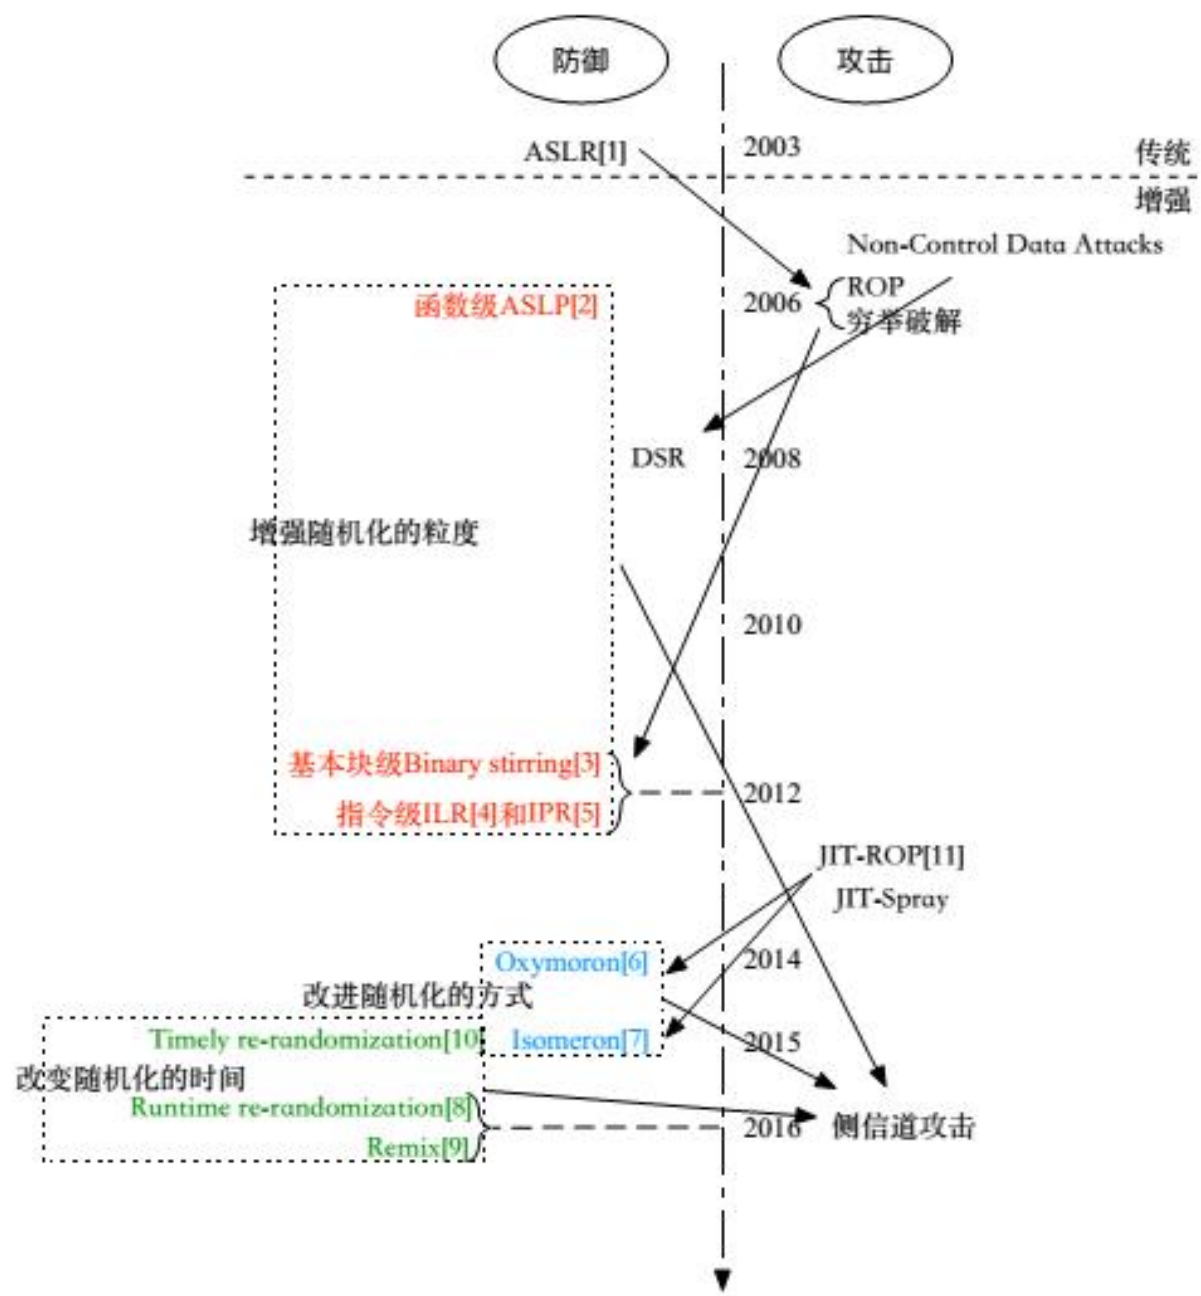 防御
攻击
ASLR[1]
2003
传统
增强
Non-Control Data Attacks
函数级ASLP[2]
2006
ROP
穷举破解
DSR
2008
增强随机化的粒度
2010
基本块级Binary stirring[3]
2012
指令级ILR[4]和IPR[5]
JIT-ROP[11]
JIT-Spray
Oxymoron[6]
2014
改进随机化的方式
Timely re-randomization[10]
Isomeron[7]
2015
改变随机化的时间
Runtime re-randomization[8]
2016
侧信道攻击
Remix[9]